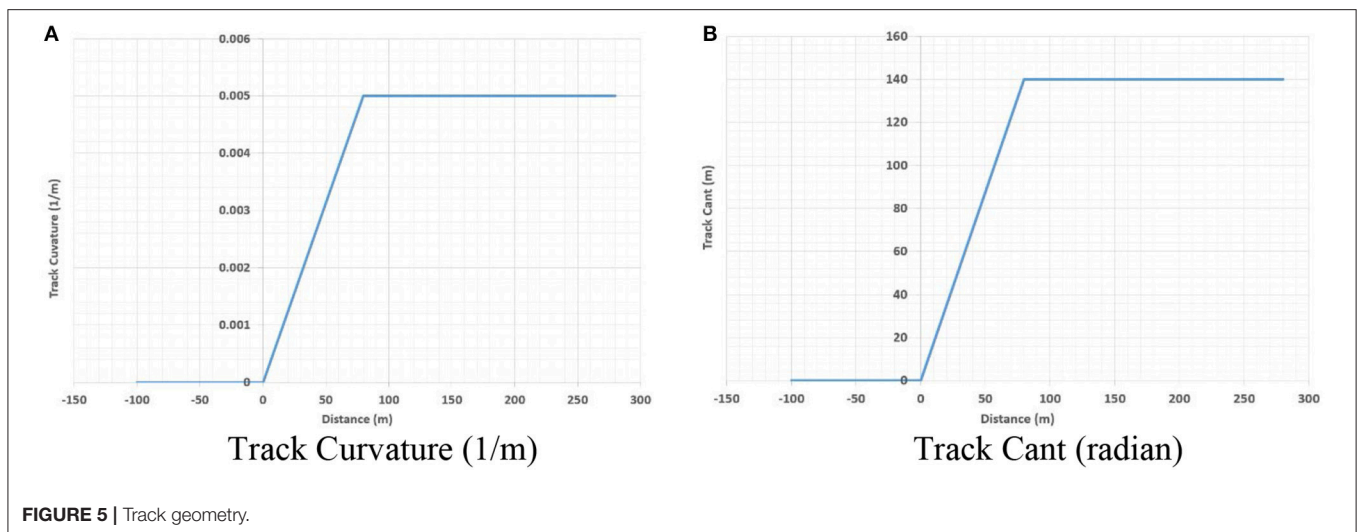 A
0.006
0.005
0.004
0.003
0.002
0.001
0
-150 -100 -50 0 50 100 150 200 250 300
Track Cuvature (1/m)
Distance (m)
Track Curvature (1/m)
B
160
140
120
100
80
60
40
20
0
-150 -100 -50 0 50 100 150 200 250 300
Track Cant (m)
Distance (m)
Track Cant (radian)
FIGURE 5 | Track geometry.